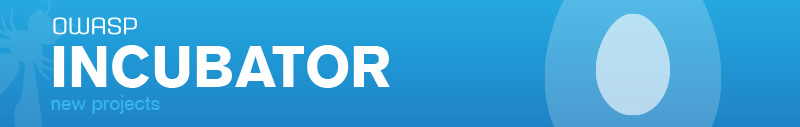 OWASP
INCUBATOR
new projects